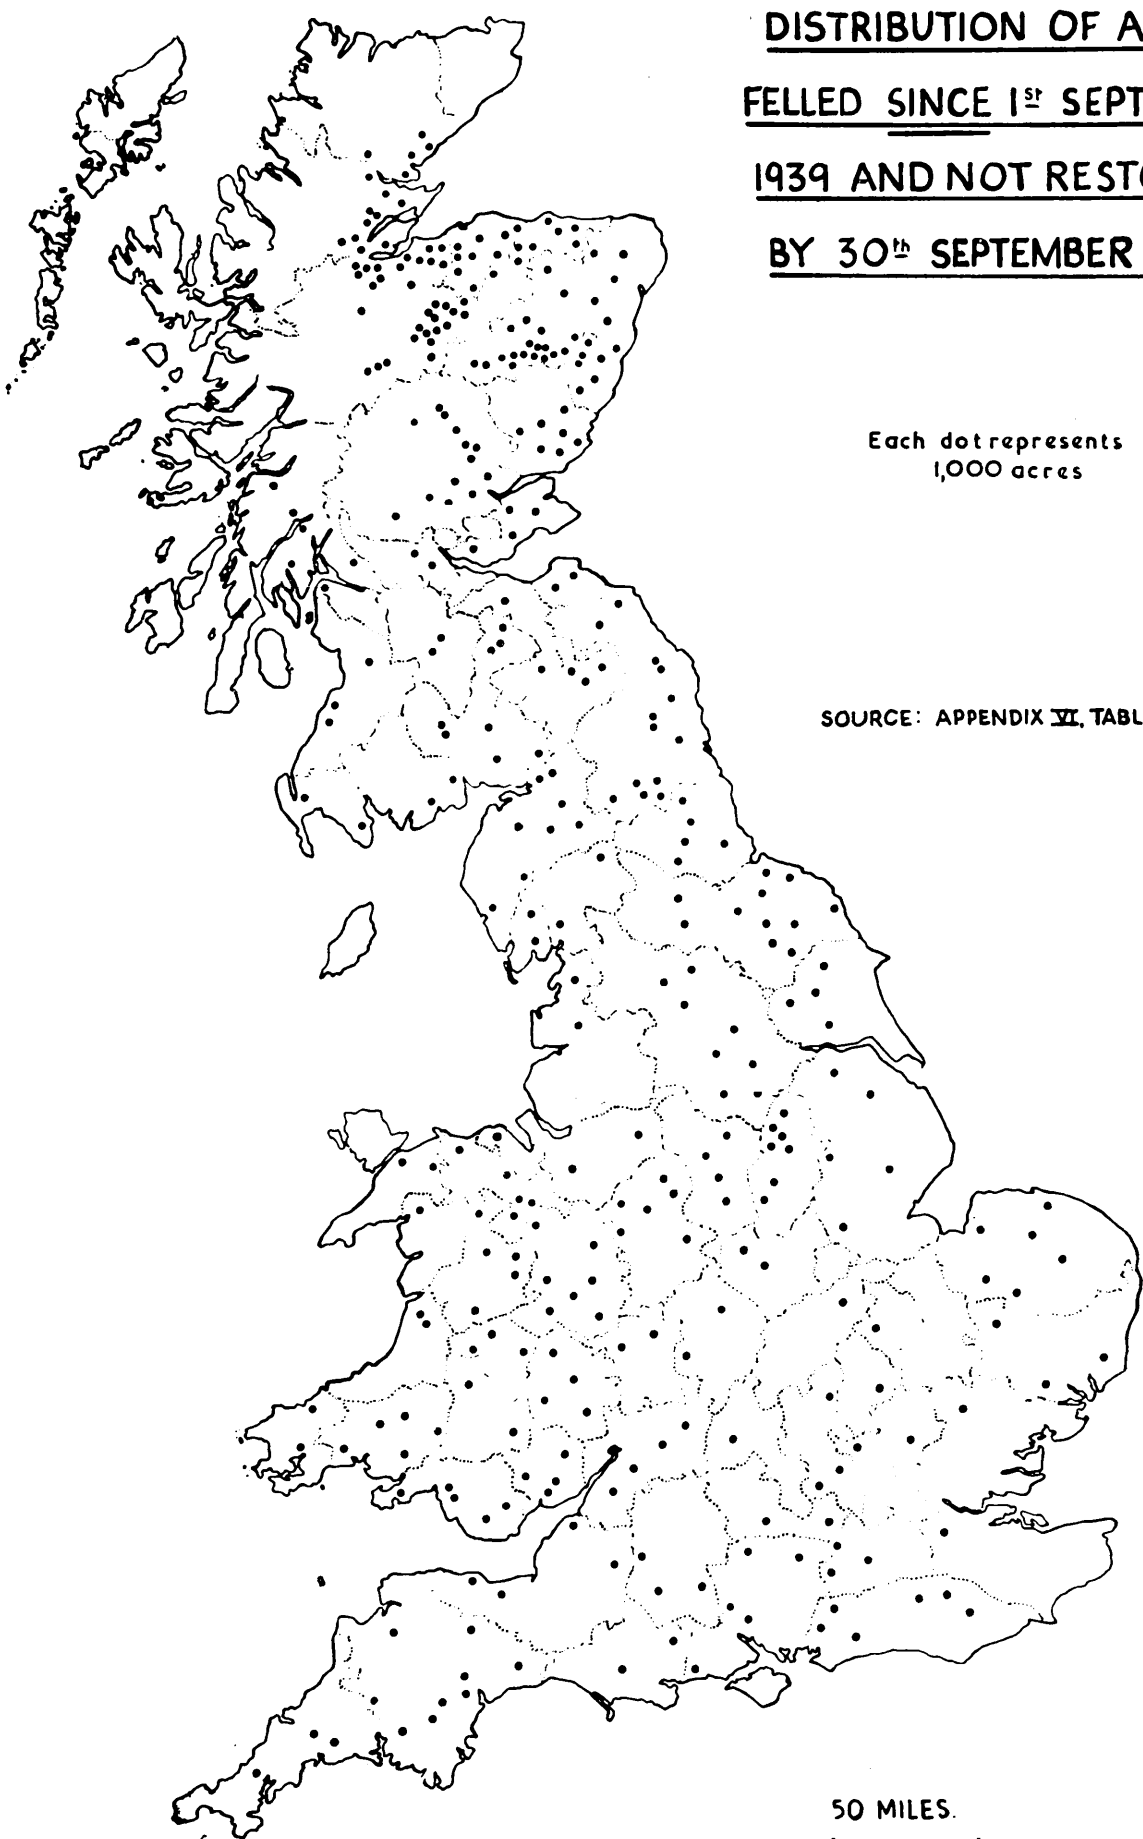 DISTRIBUTION OF A
FELLED SINCE 1st SEPT
1939 AND NOT REST
BY 30th SEPTEMBER
Each dot represents
1,000 acres
SOURCE: APPENDIX VI, TABL
50 MILES.